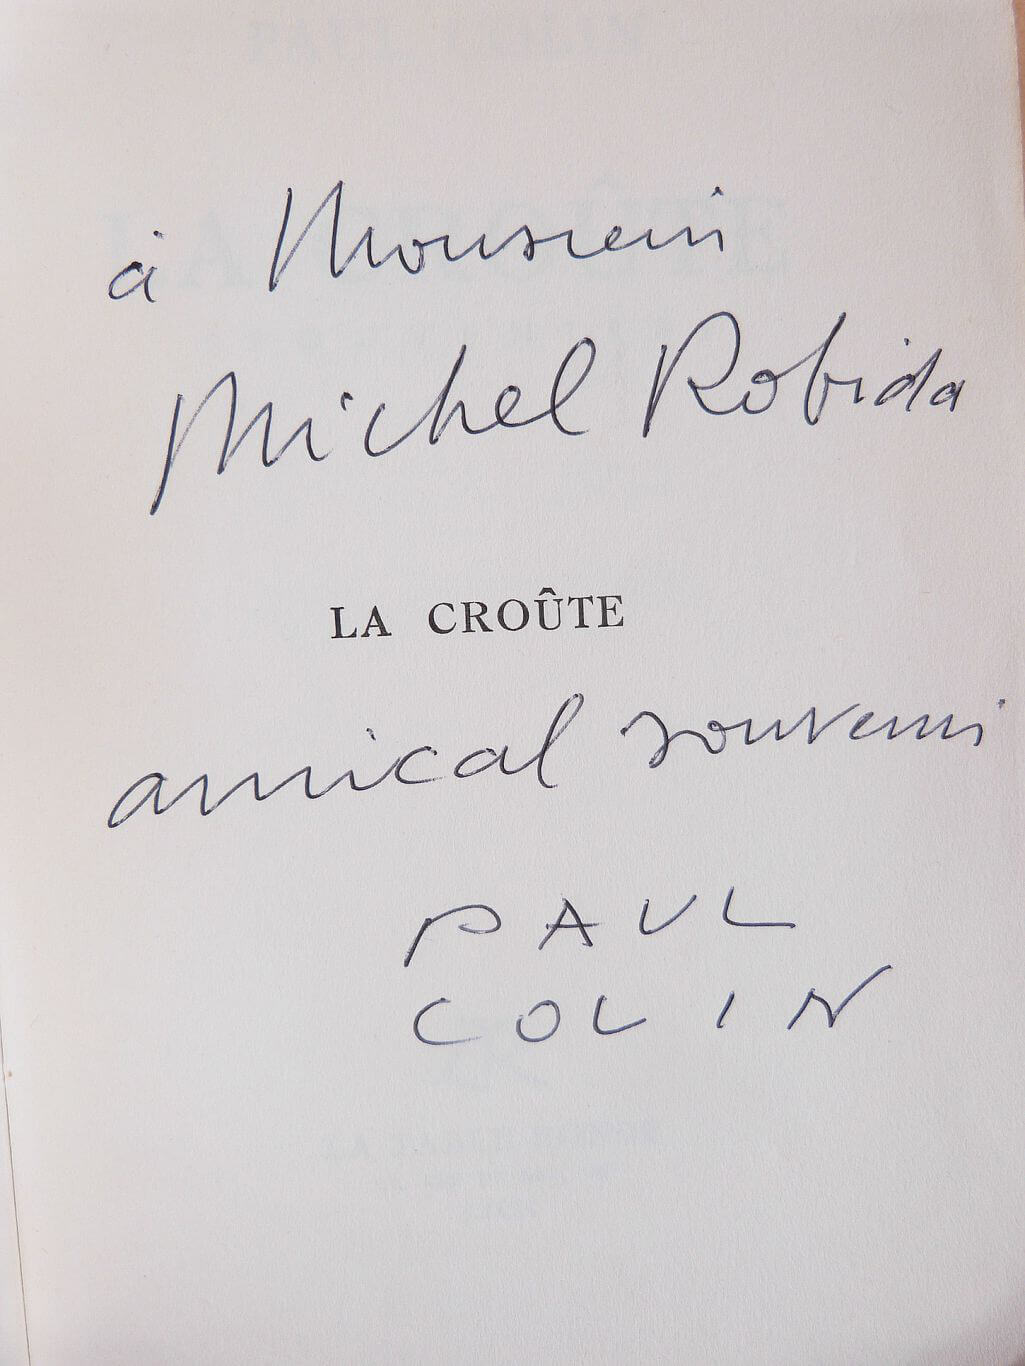 à Monsieur
Michel Robida
LA CROÛTE
amical souvenir
PAUL
COLIN